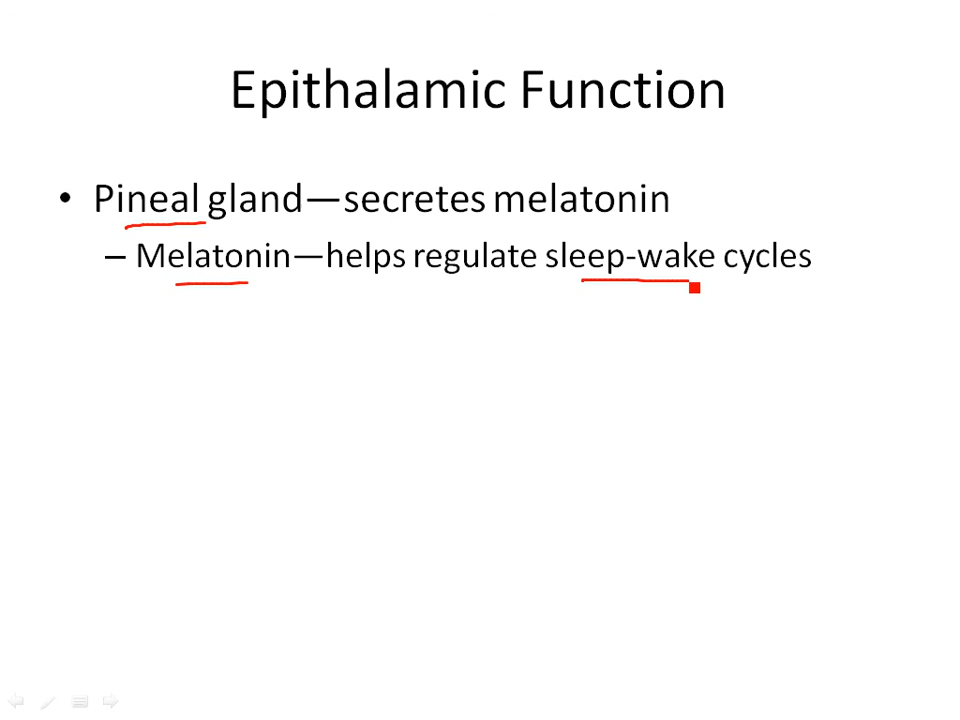 Epithalamic Function
• Pineal gland—secretes melatonin
– Melatonin—helps regulate sleep-wake cycles